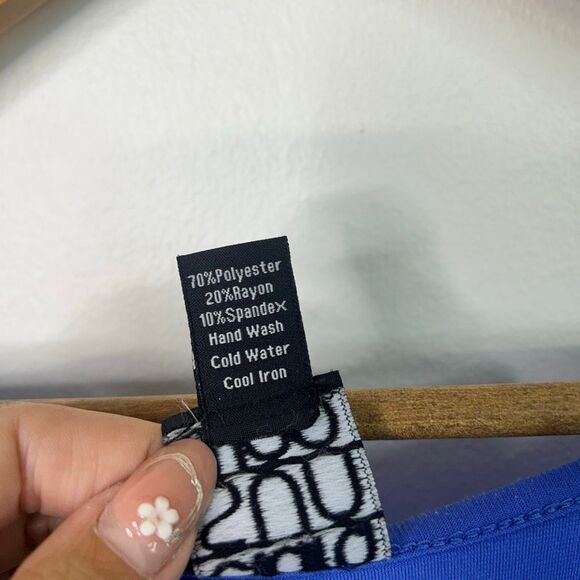 70%Polyester
20%Rayon
10%Spandex
Hand Wash
Cold Water
Cool Iron